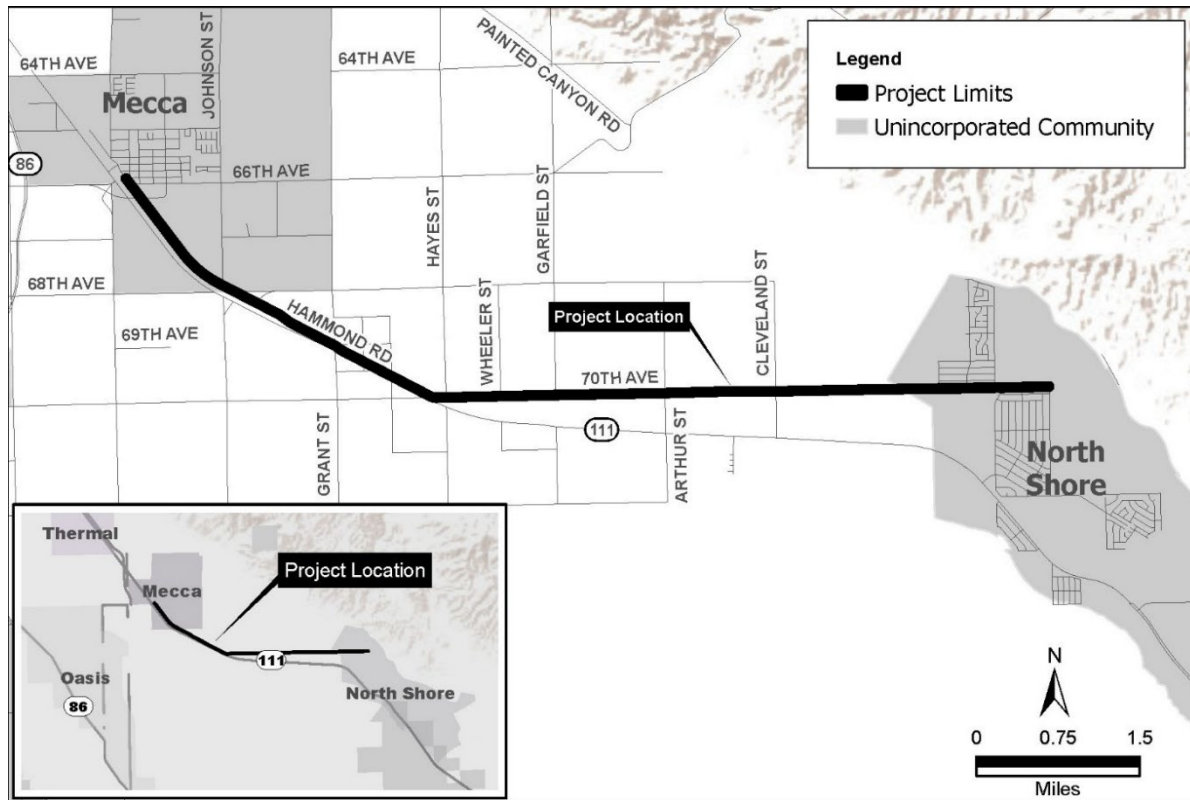 64TH AVE
Mecca
JOHNSON ST
64TH AVE
PAINTED CANYON RD
Legend
Project Limits
Unincorporated Community
86
66TH AVE
HAYES ST
GARFIELD ST
68TH AVE
69TH AVE
HAMMOND RD
WHEELER ST
Project Location
CLEVELAND ST
70TH AVE
GRANT ST
111
ARTHUR ST
North
Shore
Thermal
Mecca
Project Location
111
Oasis
86
North Shore
N
0 0.75 1.5
Miles